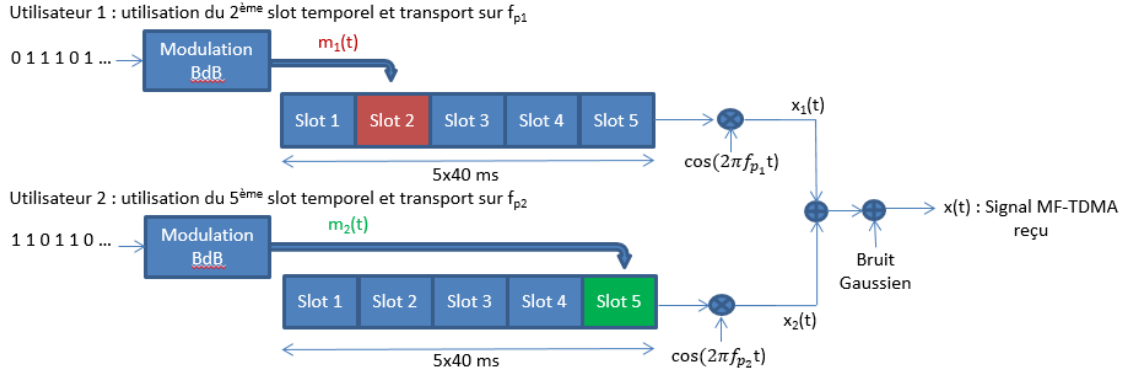 Utilisateur 1 : utilisation du 2ème slot temporel et transport sur fp1
0 1 1 1 0 1 ...
Modulation
BdB
m1(t)
Slot 1 Slot 2 Slot 3 Slot 4 Slot 5
x1(t)
cos(2πfp1t)
5x40 ms
Utilisateur 2 : utilisation du 5ème slot temporel et transport sur fp2
1 1 0 1 1 0 ...
Modulation
BdB
m2(t)
x(t) : Signal MF-TDMA
reçu
Bruit
Gaussien
Slot 1 Slot 2 Slot 3 Slot 4 Slot 5
x2(t)
cos(2πfp2t)
5x40 ms